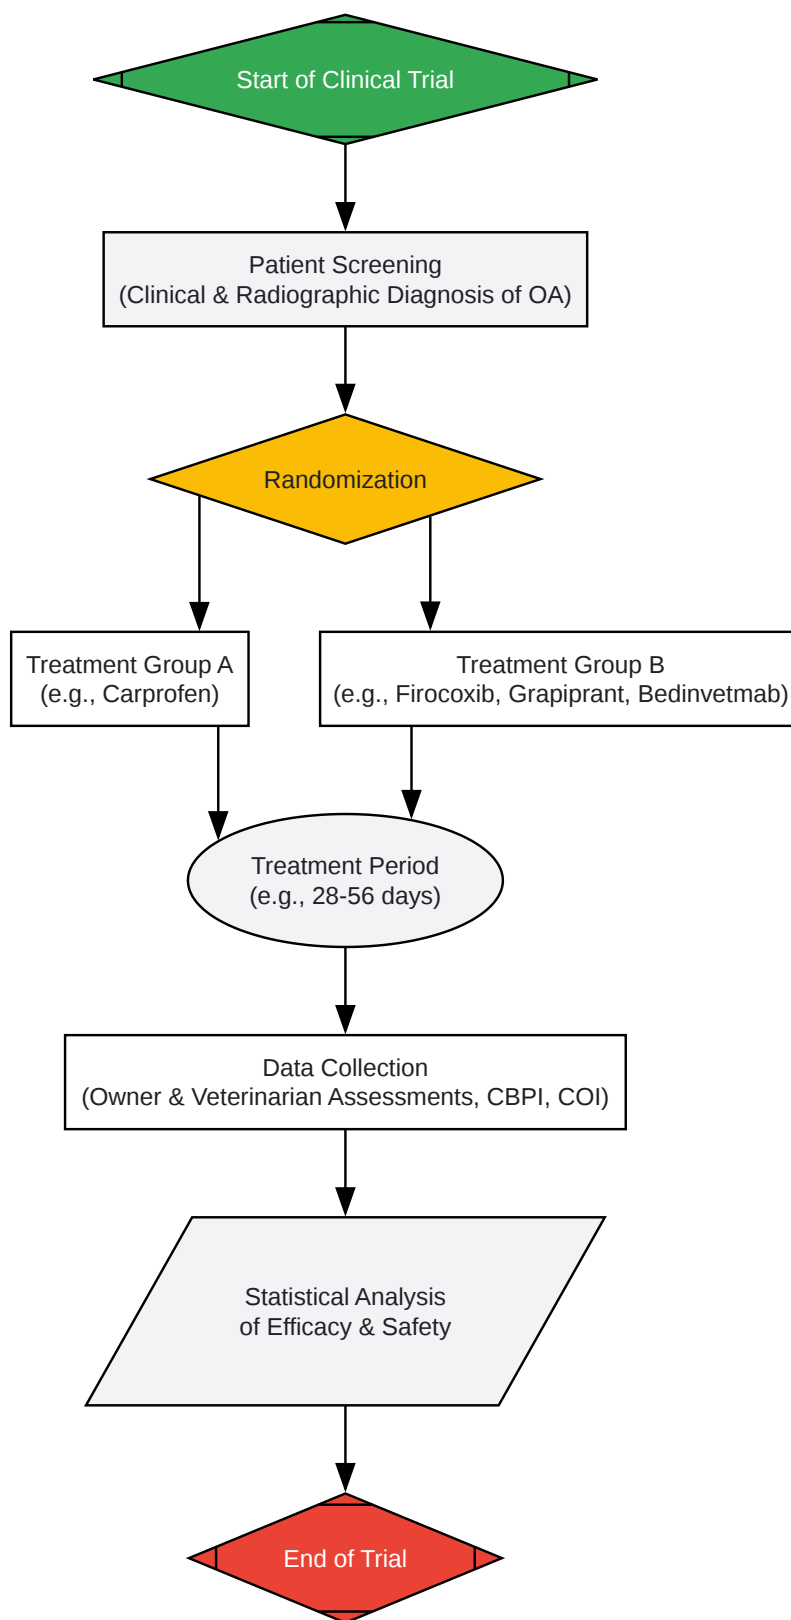 Start of Clinical Trial
Patient Screening
(Clinical & Radiographic Diagnosis of OA)
Randomization
Treatment Group A
(e.g., Carprofen)
Treatment Group B
(e.g., Firocoxib, Grapiprant, Bedinvetmab)
Treatment Period
(e.g., 28-56 days)
Data Collection
(Owner & Veterinarian Assessments, CBPI, COI)
Statistical Analysis
of Efficacy & Safety
End of Trial